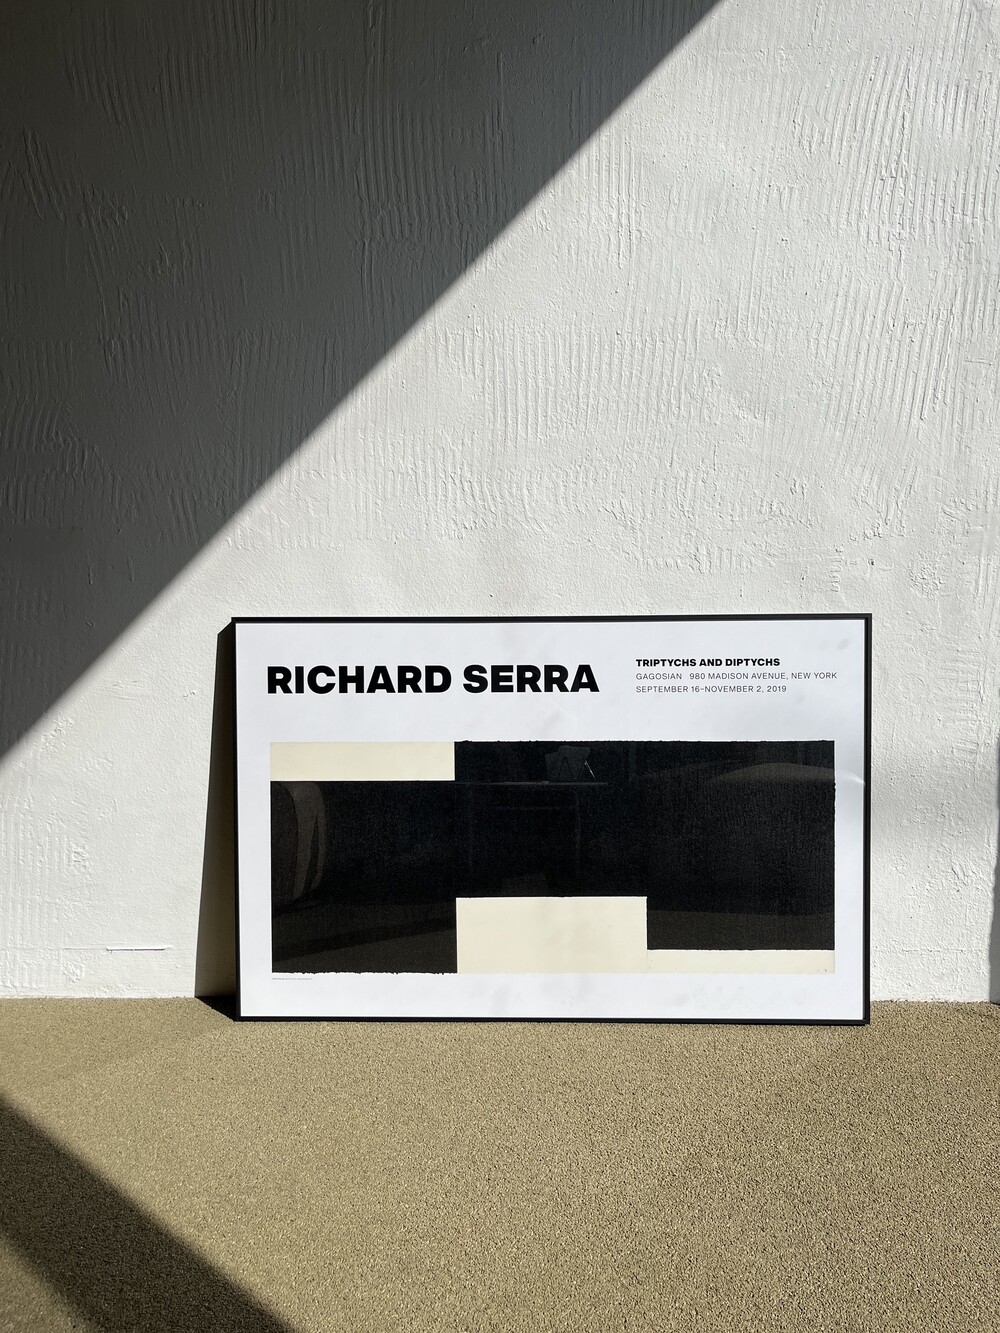 RICHARD SERRA
TRIPTYCHS AND DIPTYCHS
GAGOSIAN 980 MADISON AVENUE, NEW YORK
SEPTEMBER 16–NOVEMBER 2, 2019